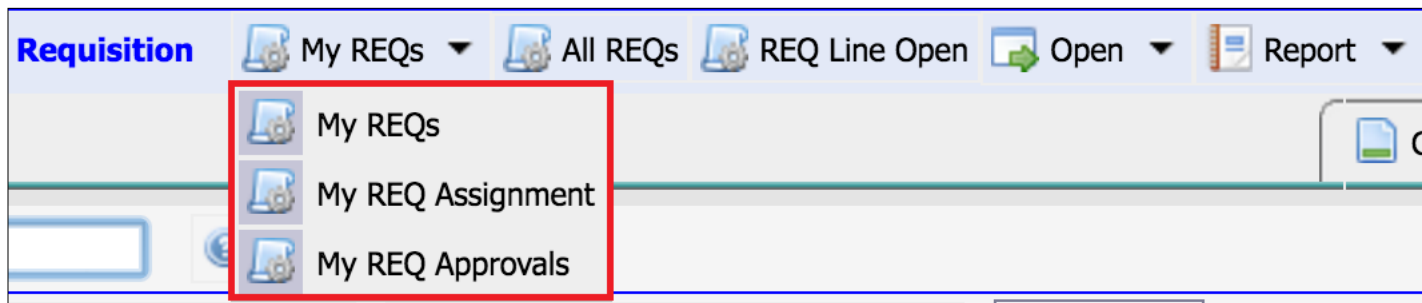 Requisition My REQs All REQs REQ Line Open Open Report
My REQs
My REQ Assignment
My REQ Approvals